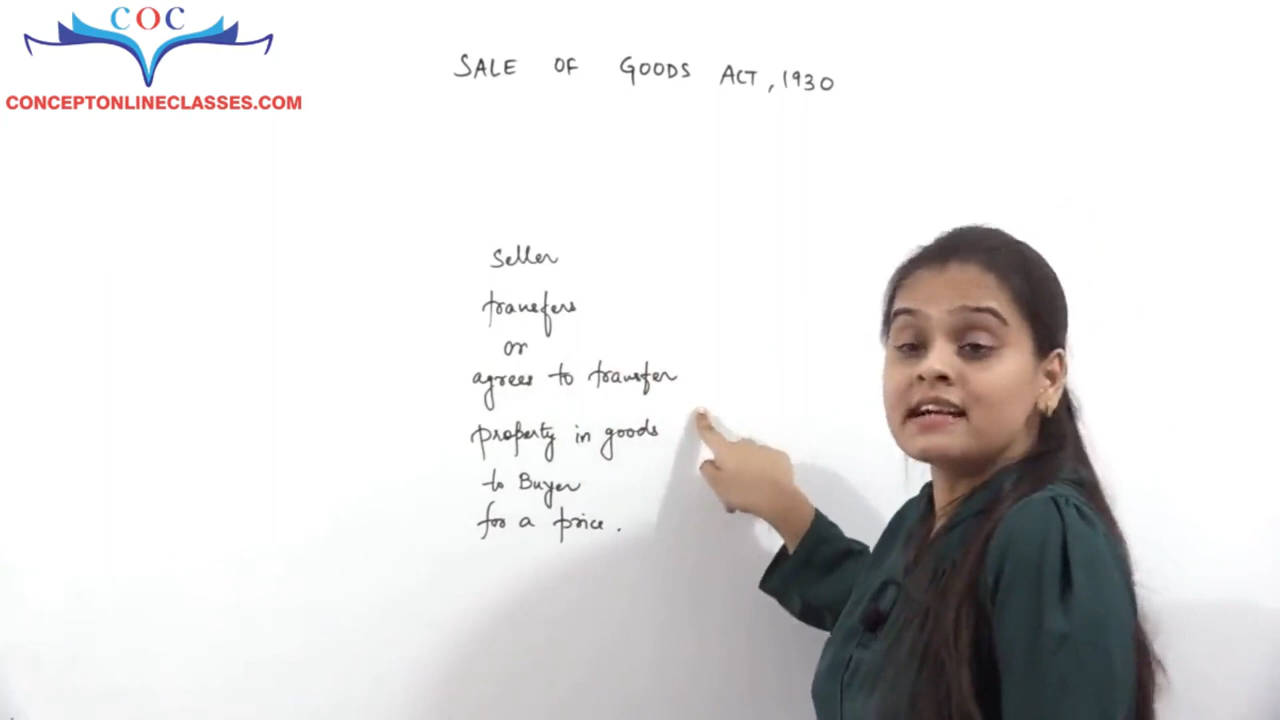 COC
CONCEPTONLINECLASSES.COM
SALE OF GOODS ACT, 1930
Seller
transfers
or
agrees to transfer
property in goods
to Buyer
for a price.